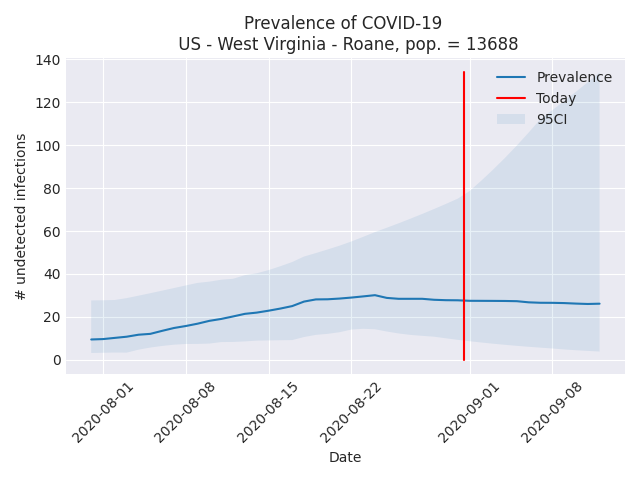 Prevalence of COVID-19
US - West Virginia - Roane, pop. = 13688
# undetected infections
140
120
100
80
60
40
20
0
Prevalence
Today
95CI
2020-08-01
2020-08-08
2020-08-15
2020-08-22
2020-09-01
2020-09-08
Date